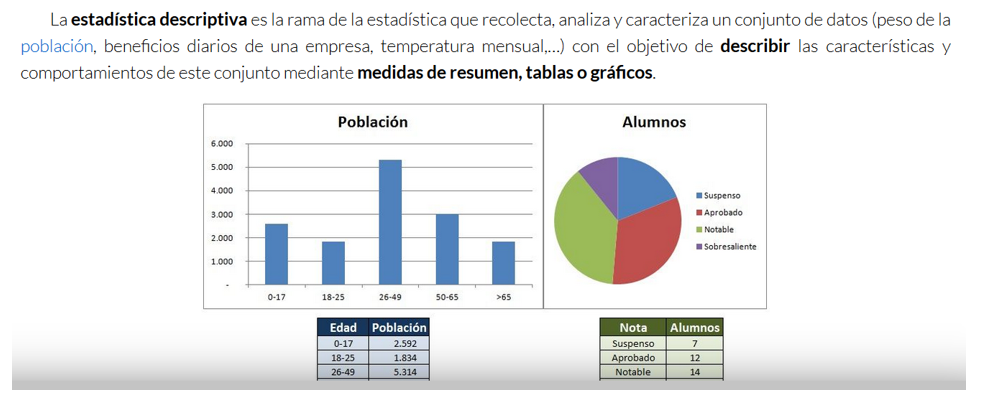 La estadística descriptiva es la rama de la estadística que recolecta, analiza y caracteriza un conjunto de datos (peso de la
población, beneficios diarios de una empresa, temperatura mensual,...) con el objetivo de describir las características y
comportamientos de este conjunto mediante medidas de resumen, tablas o gráficos.
Población
6.000
5.000
4.000
3.000
2.000
1.000
-
0-17 18-25 26-49 50-65 >65
Alumnos
Suspenso
Aprobado
Notable
Sobresaliente
Edad Población
0-17 2.592
18-25 1.834
26-49 5.314
Nota Alumnos
Suspenso 7
Aprobado 12
Notable 14